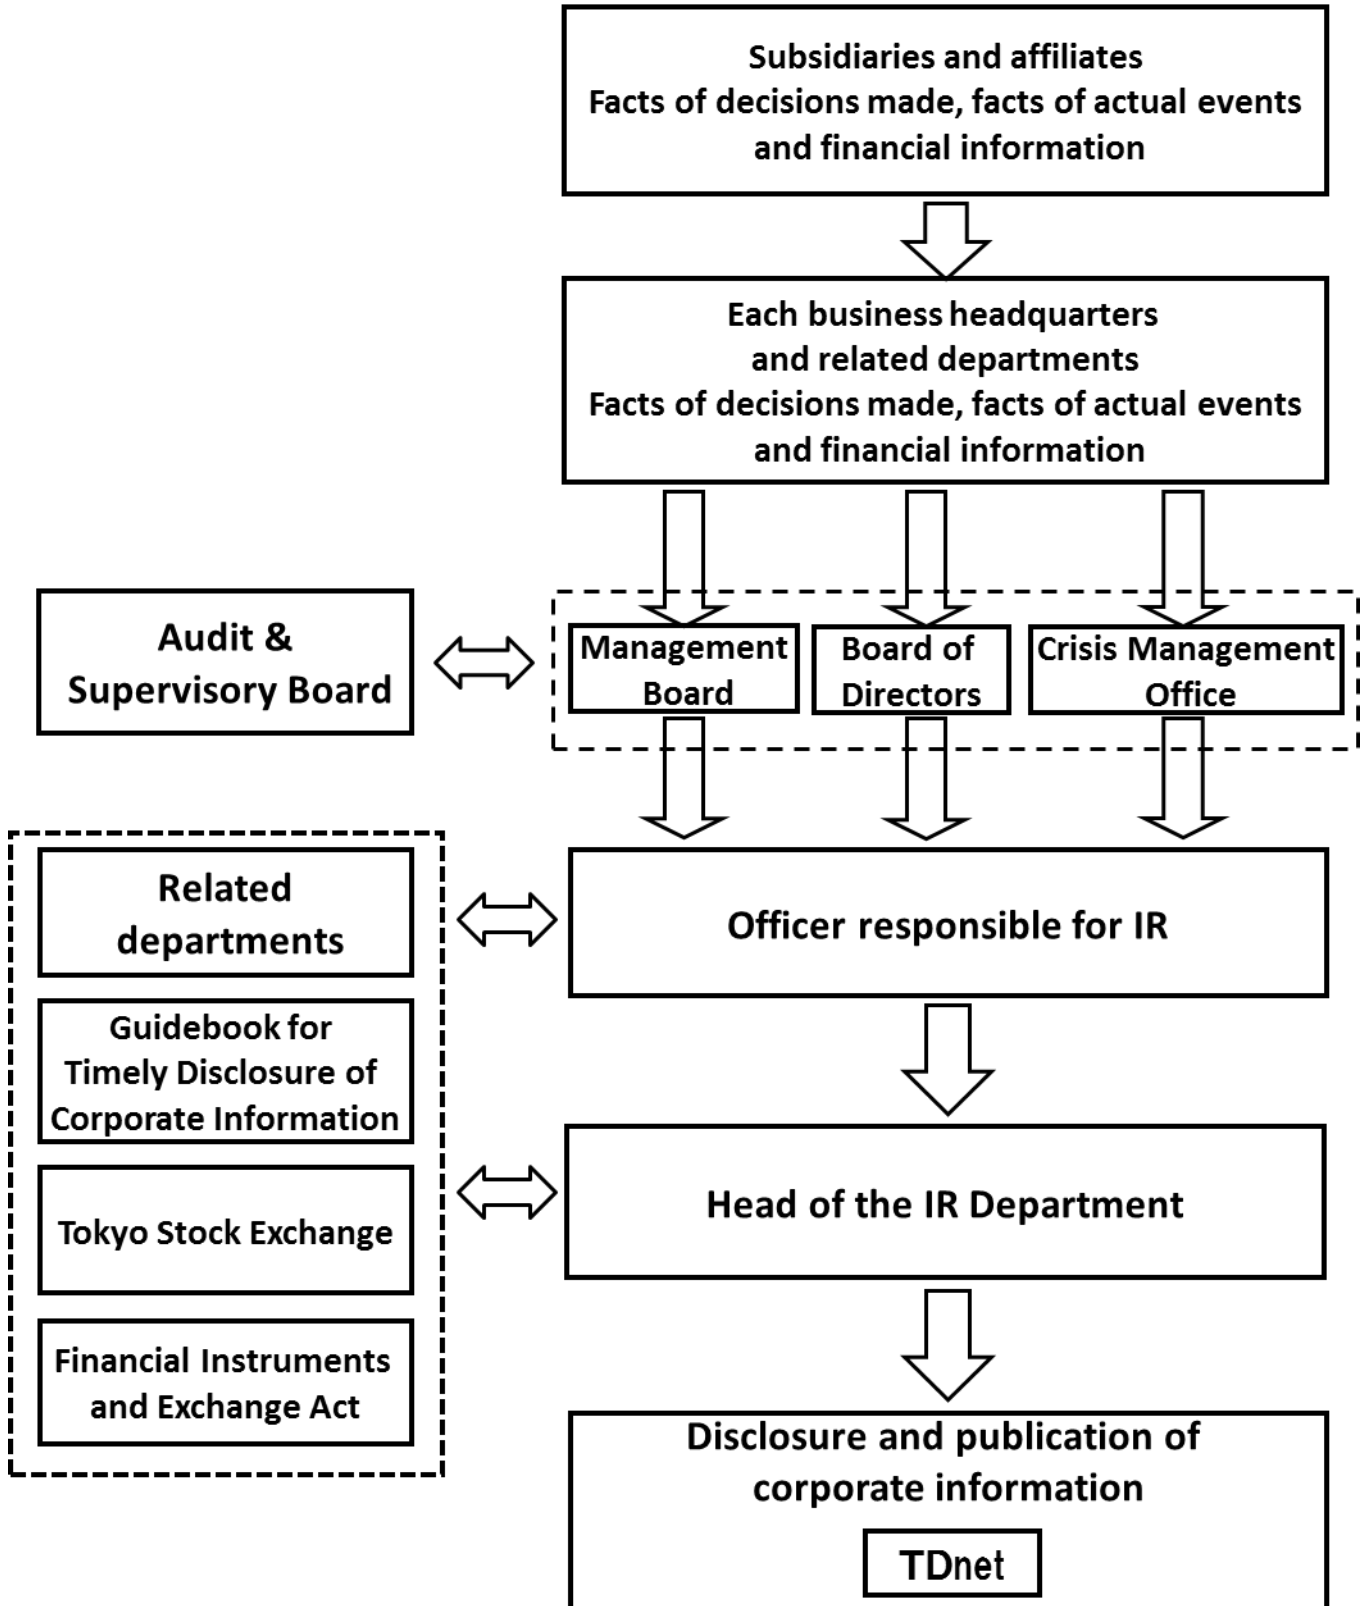 Subsidiaries and affiliates
Facts of decisions made, facts of actual events
and financial information
Each business headquarters
and related departments
Facts of decisions made, facts of actual events
and financial information
Audit &
Supervisory Board
Management
Board
Board of
Directors
Crisis Management
Office
Related
departments
Officer responsible for IR
Guidebook for
Timely Disclosure of
Corporate Information
Head of the IR Department
Tokyo Stock Exchange
Financial Instruments
and Exchange Act
Disclosure and publication of
corporate information
TDnet